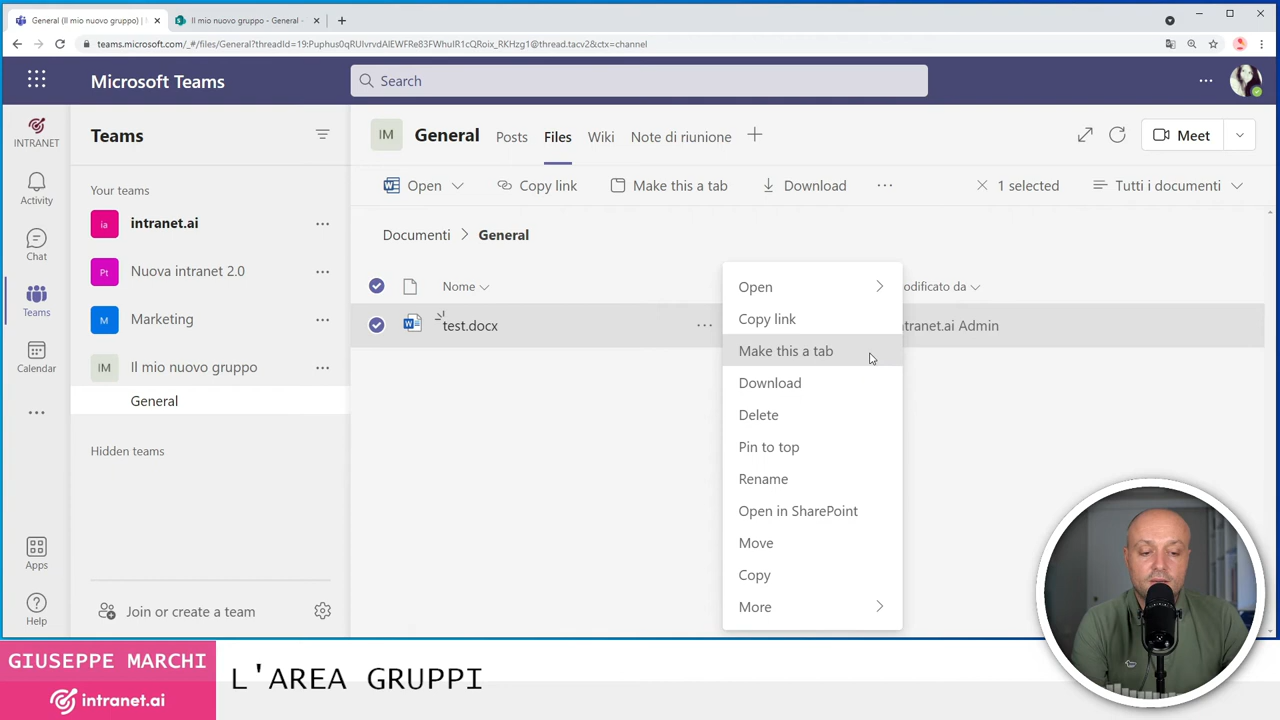 General (Il mio nuovo gruppo) | M
Il mio nuovo gruppo - General -
teams.microsoft.com/_#/files/General?threadId=19:Puphus0qRUIvrvdAIEWFRe83FWhuIR1cQRoix_RKHzg1@thread.tacv2&ctx=channel
Microsoft Teams
Search
INTRANET
Activity
Chat
Teams
Calendar
Apps
Help
Teams
Your teams
ia
intranet.ai
Pt
Nuova intranet 2.0
M
Marketing
IM
Il mio nuovo gruppo
General
Hidden teams
Join or create a team
IM
General
Posts
Files
Wiki
Note di riunione
Meet
Open
Copy link
Make this a tab
Download
1 selected
Tutti i documenti
Documenti > General
Nome
odificato da
test.docx
ntranet.ai Admin
Open
Copy link
Make this a tab
Download
Delete
Pin to top
Rename
Open in SharePoint
Move
Copy
More
GIUSEPPE MARCHI
intranet.ai
L'AREA GRUPPI